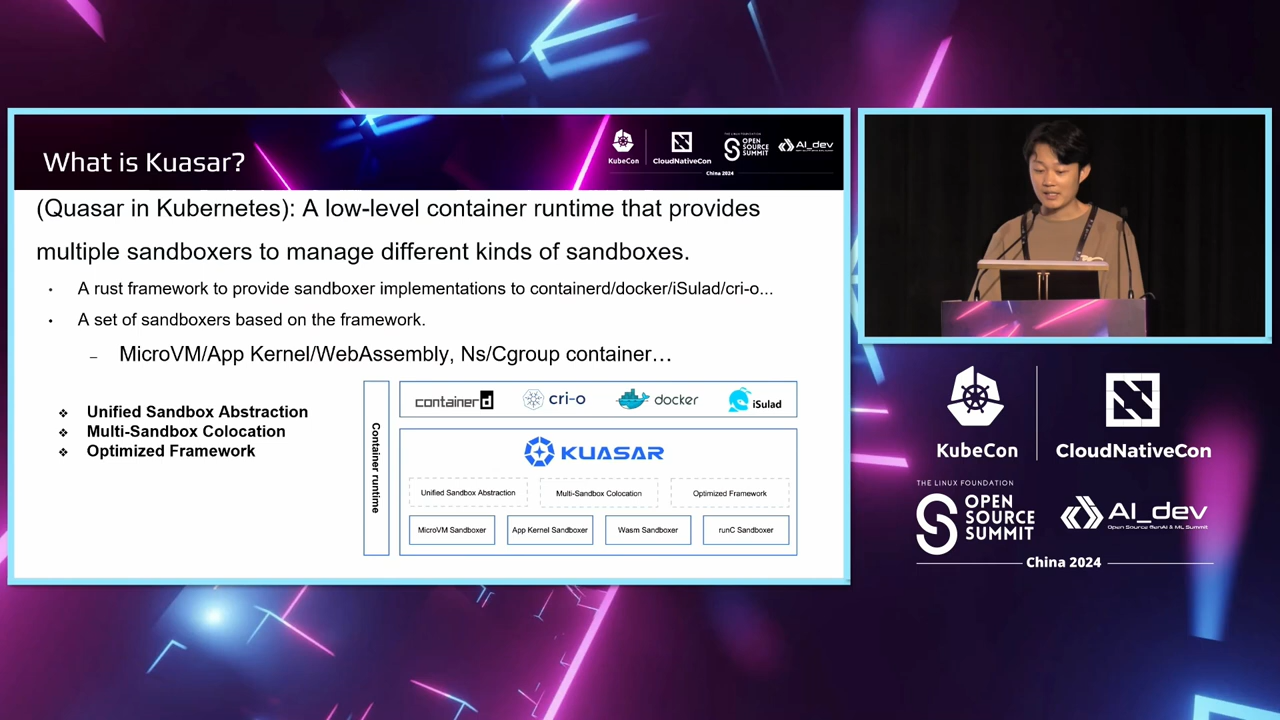 What is Kuasar?
KubeCon
CloudNativeCon
THE LINUX FOUNDATION
OPEN
SOURCE
SUMMIT
AI_dev
China 2024
(Quasar in Kubernetes): A low-level container runtime that provides
multiple sandboxers to manage different kinds of sandboxes.
• A rust framework to provide sandboxer implementations to containerd/docker/iSulad/cri-o...
• A set of sandboxers based on the framework.
– MicroVM/App Kernel/WebAssembly, Ns/Cgroup container…
❖ Unified Sandbox Abstraction
❖ Multi-Sandbox Colocation
❖ Optimized Framework
Container runtime
containerd
cri-o
docker
iSulad
KUASAR
Unified Sandbox Abstraction
Multi-Sandbox Colocation
Optimized Framework
MicroVM Sandboxer
App Kernel Sandboxer
Wasm Sandboxer
runC Sandboxer
KubeCon
CloudNativeCon
THE LINUX FOUNDATION
OPEN
SOURCE
SUMMIT
AI_dev
Open Source GenAI & ML Summit
China 2024